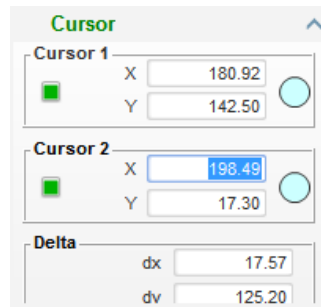 Cursor
Cursor 1
X 180.92
Y 142.50
Cursor 2
X 198.49
Y 17.30
Delta
dx 17.57
dy 125.20